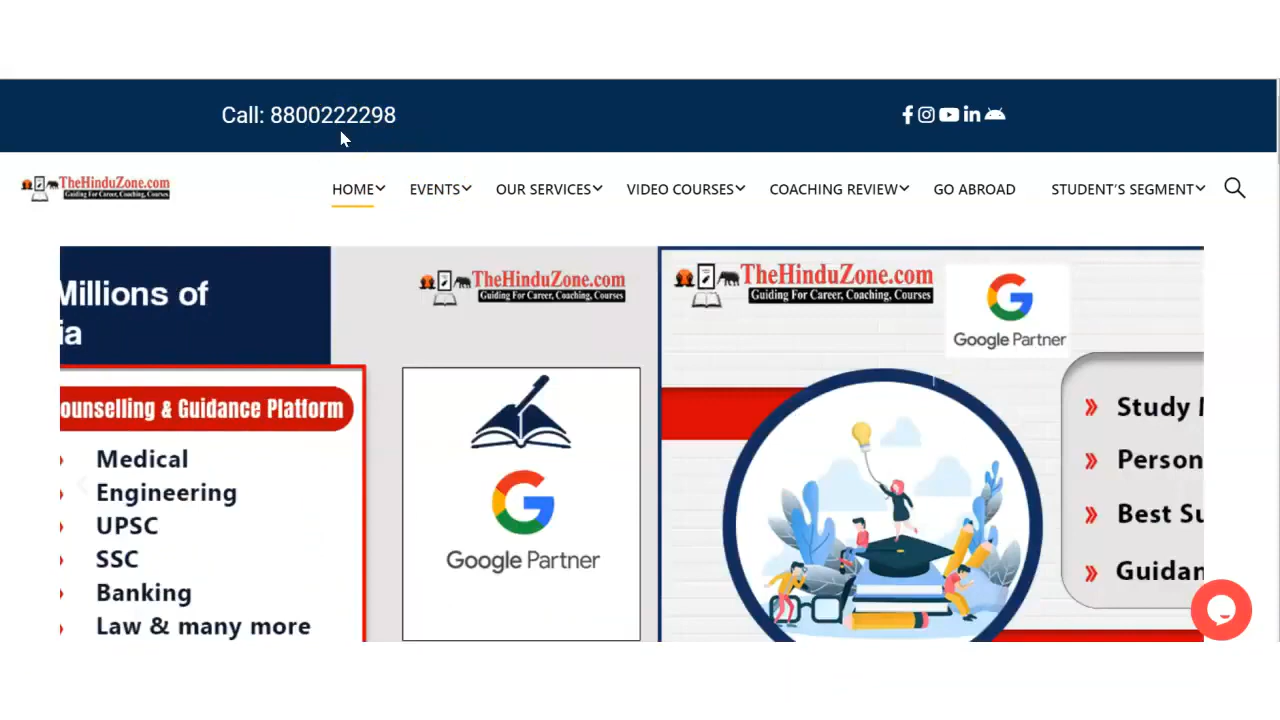 Call: 8800222298
TheHinduZone.com
Guiding For Career, Coaching, Courses
HOME EVENTS OUR SERVICES VIDEO COURSES COACHING REVIEW GO ABROAD STUDENT'S SEGMENT
Millions of
ia
ounselling & Guidance Platform
Medical
Engineering
UPSC
SSC
Banking
Law & many more
TheHinduZone.com
Guiding For Career, Coaching, Courses
Google Partner
TheHinduZone.com
Guiding For Career, Coaching, Courses
Google Partner
Study
Person
Best Su
Guidan